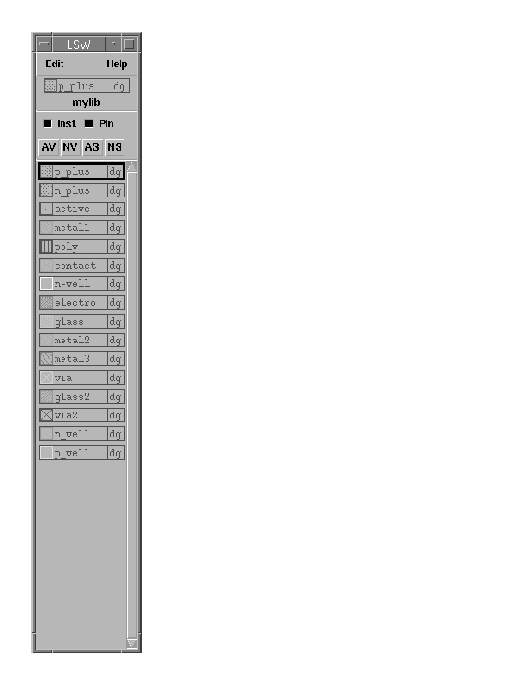 LSW
Edit Help
p_plus dg
mylib
Inst Pin
AV NV AS NS
p_plus dg
n_plus dg
active dg
metal1 dg
poly dg
contact dg
n-well dg
electro dg
glass dg
metal2 dg
metal3 dg
via dg
glass2 dg
via2 dg
n_well dg
p_well dg